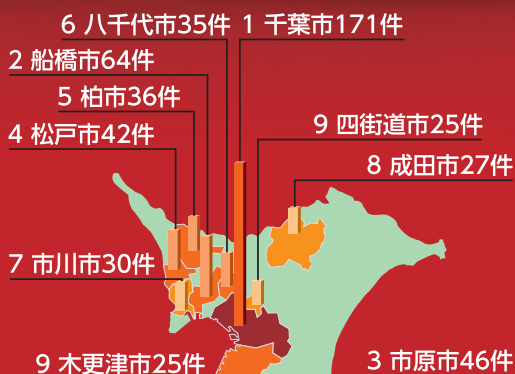 6 八千代市35件
1 千葉市171件
2 船橋市64件
5 柏市36件
4 松戸市42件
9 四街道市25件
8 成田市27件
7 市川市30件
9 木更津市25件
3 市原市46件